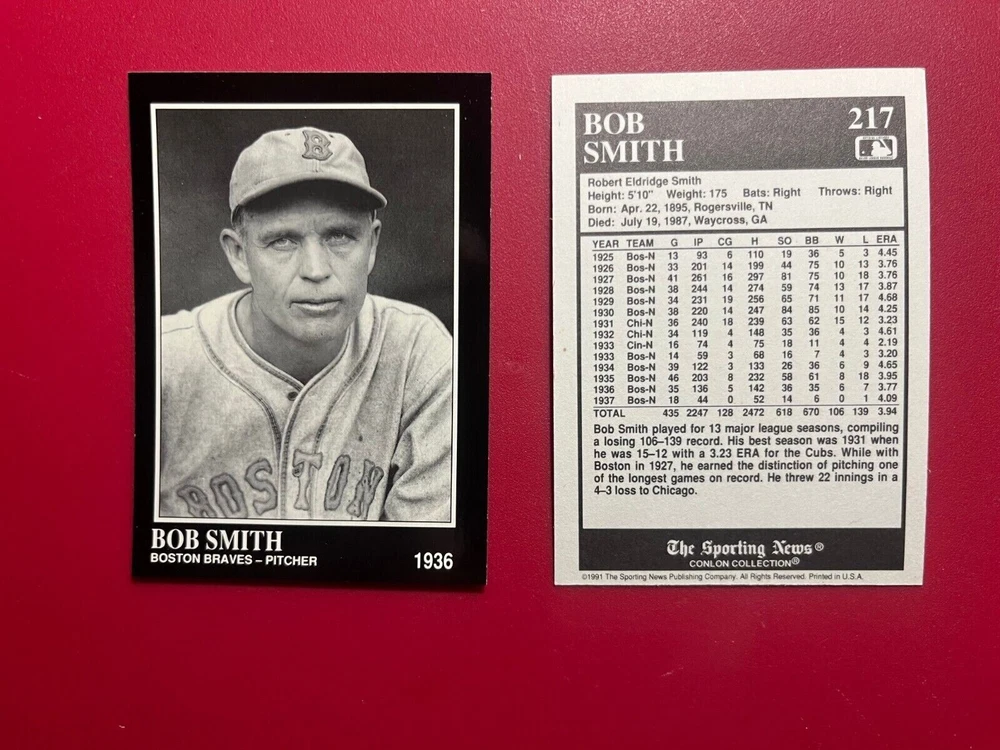 B
BOSTON
BOB SMITH
BOSTON BRAVES – PITCHER
1936
BOB
SMITH
217
Robert Eldridge Smith
Height: 5'10" Weight: 175 Bats: Right Throws: Right
Born: Apr. 22, 1895, Rogersville, TN
Died: July 19, 1987, Waycross, GA
YEAR TEAM G IP CG H SO BB W L ERA
1925 Bos-N 13 93 6 110 19 36 5 3 4.45
1926 Bos-N 33 201 14 199 44 75 10 13 3.76
1927 Bos-N 41 261 16 297 81 75 10 18 3.76
1928 Bos-N 38 244 14 274 59 74 13 17 3.87
1929 Bos-N 34 231 19 256 65 71 11 17 4.68
1930 Bos-N 38 220 14 247 84 85 10 14 4.25
1931 Chi-N 36 240 18 239 63 62 15 12 3.23
1932 Chi-N 34 119 4 148 35 36 4 3 4.61
1933 Cin-N 16 74 4 75 18 11 4 4 2.19
1933 Bos-N 14 59 3 68 16 7 4 3 3.20
1934 Bos-N 39 122 3 133 26 36 6 9 4.65
1935 Bos-N 46 203 8 232 58 61 8 18 3.95
1936 Bos-N 35 136 5 142 36 35 6 7 3.77
1937 Bos-N 18 44 0 52 14 6 0 1 4.09
TOTAL 435 2247 128 2472 618 670 106 139 3.94
Bob Smith played for 13 major league seasons, compiling
a losing 106–139 record. His best season was 1931 when
he was 15–12 with a 3.23 ERA for the Cubs. While with
Boston in 1927, he earned the distinction of pitching one
of the longest games on record. He threw 22 innings in a
4–3 loss to Chicago.
The Sporting News®
CONLON COLLECTION®
©1991 The Sporting News Publishing Company. All Rights Reserved. Printed in U.S.A.